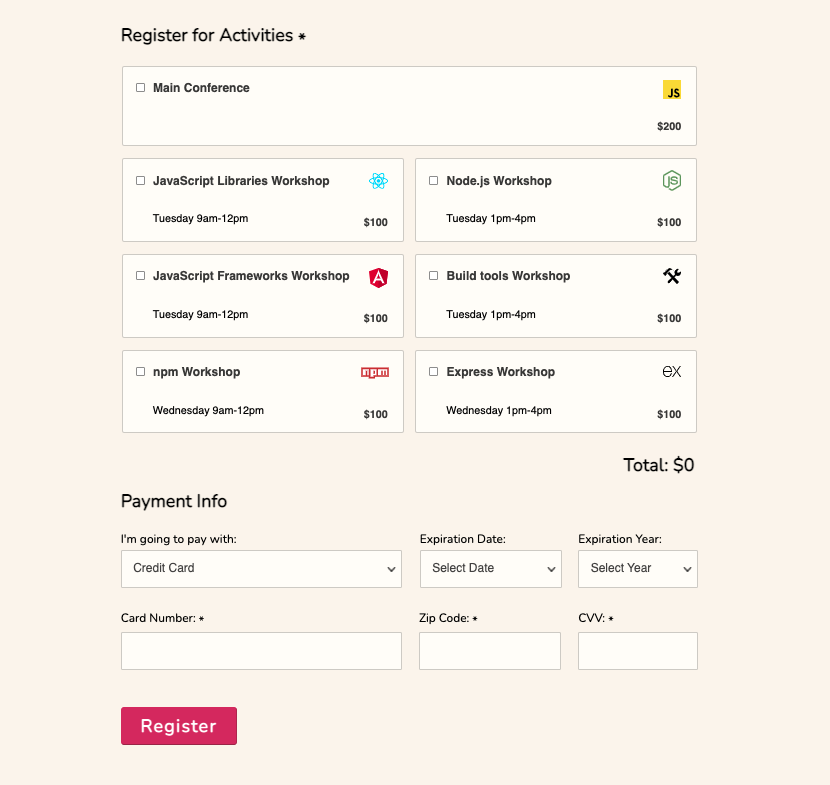 Register for Activities *
Main Conference
JS
$200
JavaScript Libraries Workshop
Tuesday 9am-12pm
$100
Node.js Workshop
JS
Tuesday 1pm-4pm
$100
JavaScript Frameworks Workshop
A
Tuesday 9am-12pm
$100
Build tools Workshop
Tuesday 1pm-4pm
$100
npm Workshop
npm
Wednesday 9am-12pm
$100
Express Workshop
ex
Wednesday 1pm-4pm
$100
Total: $0
Payment Info
I'm going to pay with:
Credit Card
Expiration Date:
Select Date
Expiration Year:
Select Year
Card Number: *
Zip Code: *
CVV: *
Register